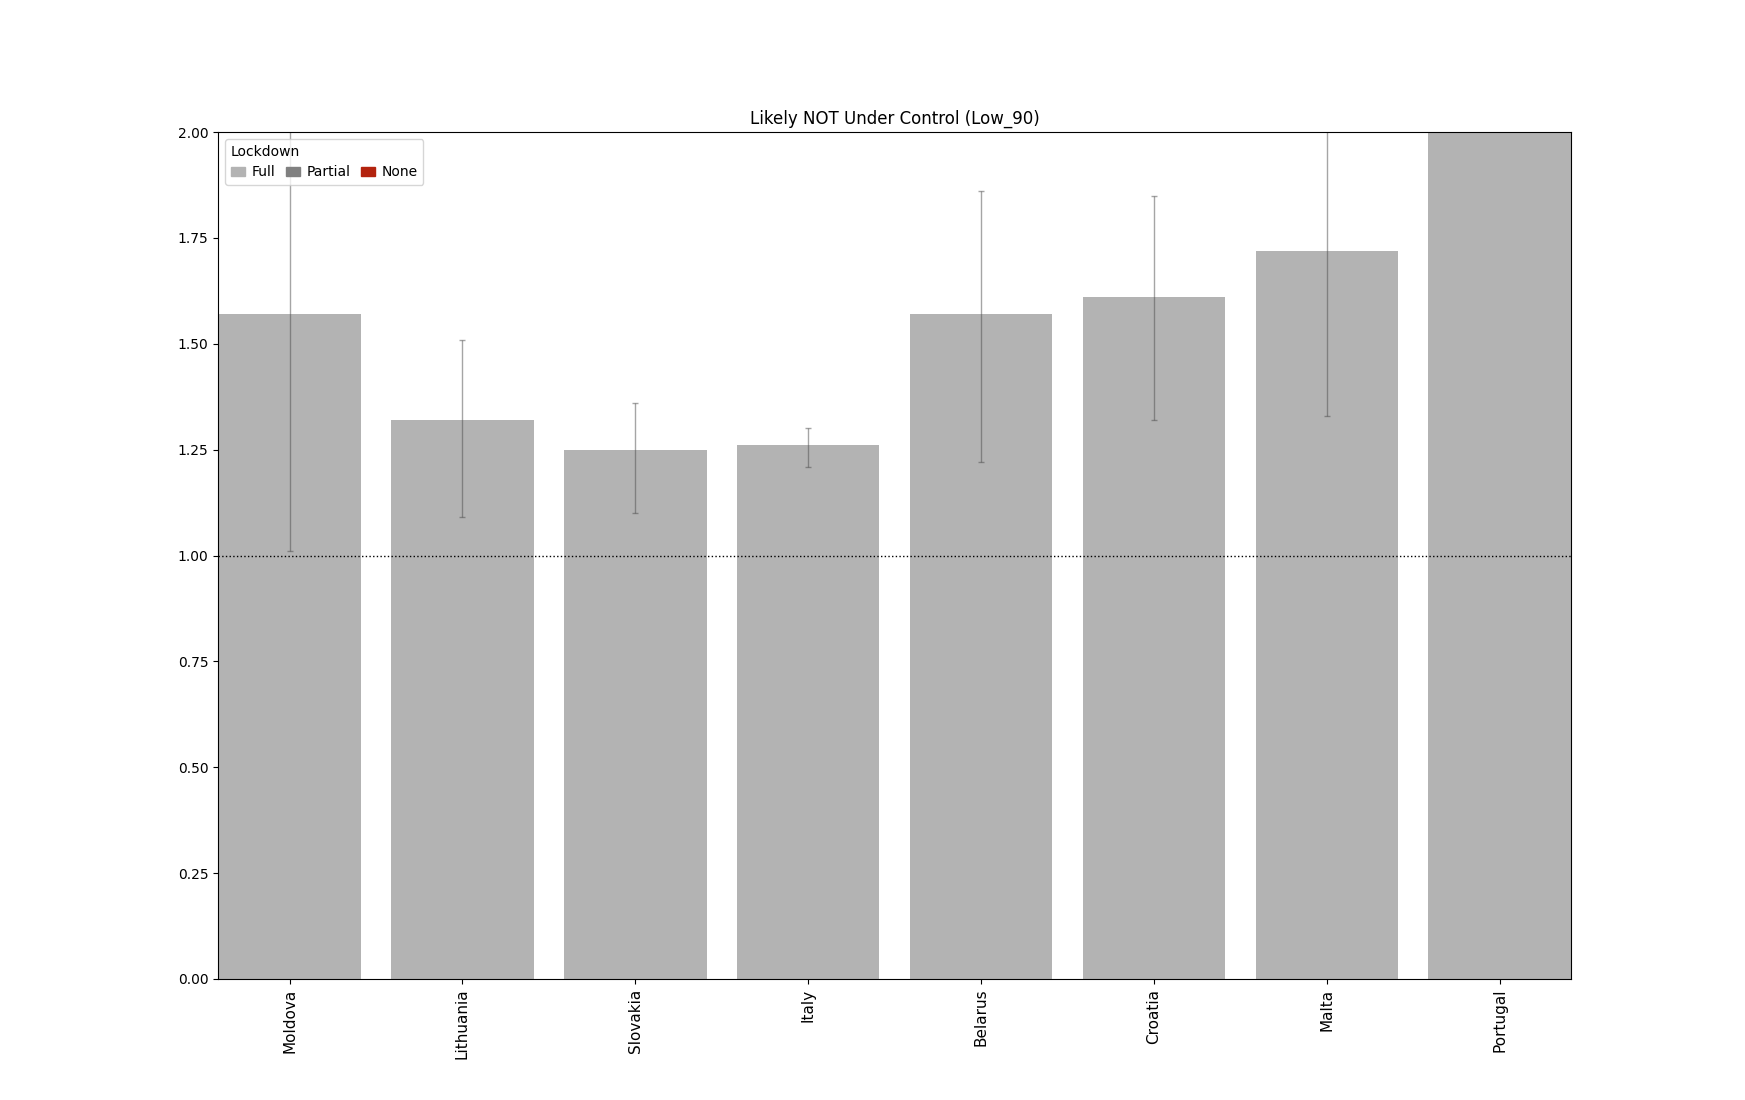 Likely NOT Under Control (Low_90)
Lockdown
Full Partial None
2.00
1.75
1.50
1.25
1.00
0.75
0.50
0.25
0.00
Moldova
Lithuania
Slovakia
Italy
Belarus
Croatia
Malta
Portugal